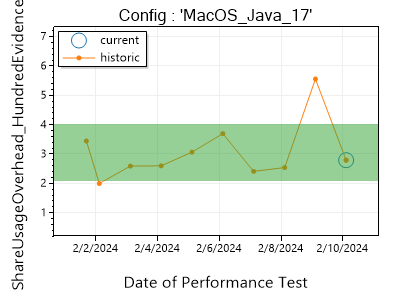 Config : 'MacOS_Java_17'
ShareUsageOverhead_HundredEvidence
7
6
5
4
3
2
1
current
historic
2/2/2024
2/4/2024
2/6/2024
2/8/2024
2/10/2024
Date of Performance Test